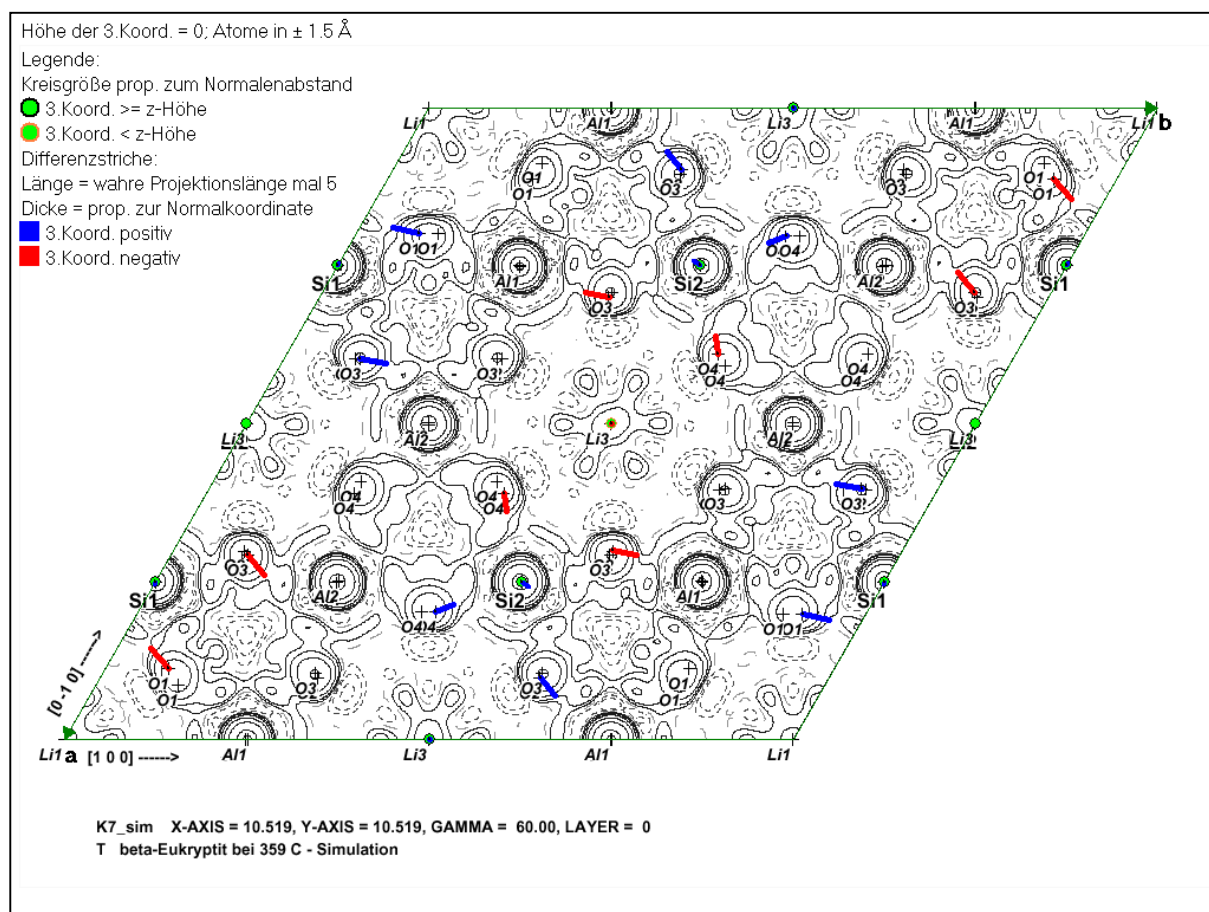 Höhe der 3.Koord. = 0; Atome in ± 1.5 Å
Legende:
Kreisgröße prop. zum Normalenabstand
3.Koord. >= z-Höhe
3.Koord. < z-Höhe
Differenzstriche:
Länge = wahre Projektionslänge mal 5
Dicke = prop. zur Normalkoordinate
3.Koord. positiv
3.Koord. negativ
Li1 Al1 Li3 Al1 Li1 b
O1 O3 O3 O1
O1 O1
O1 O1 O4
Si1 Al1 Si2 Al2 Si1
O3 O3
O3 O4 O4
O4 O4
Li3 Al2 Li3 Al2 Li3
O4 O4 O3 O3
O4 O4
O3 O3
Si1 Al2 Si2 Al1 Si1
O4 O1 O1
[0 -1 0] ------>
O1 O3 O3 O1
O1 O1
Li1 a [1 0 0] ------> Al1 Li3 Al1 Li1
K7_sim X-AXIS = 10.519, Y-AXIS = 10.519, GAMMA = 60.00, LAYER = 0
T beta-Eukryptit bei 359 C - Simulation